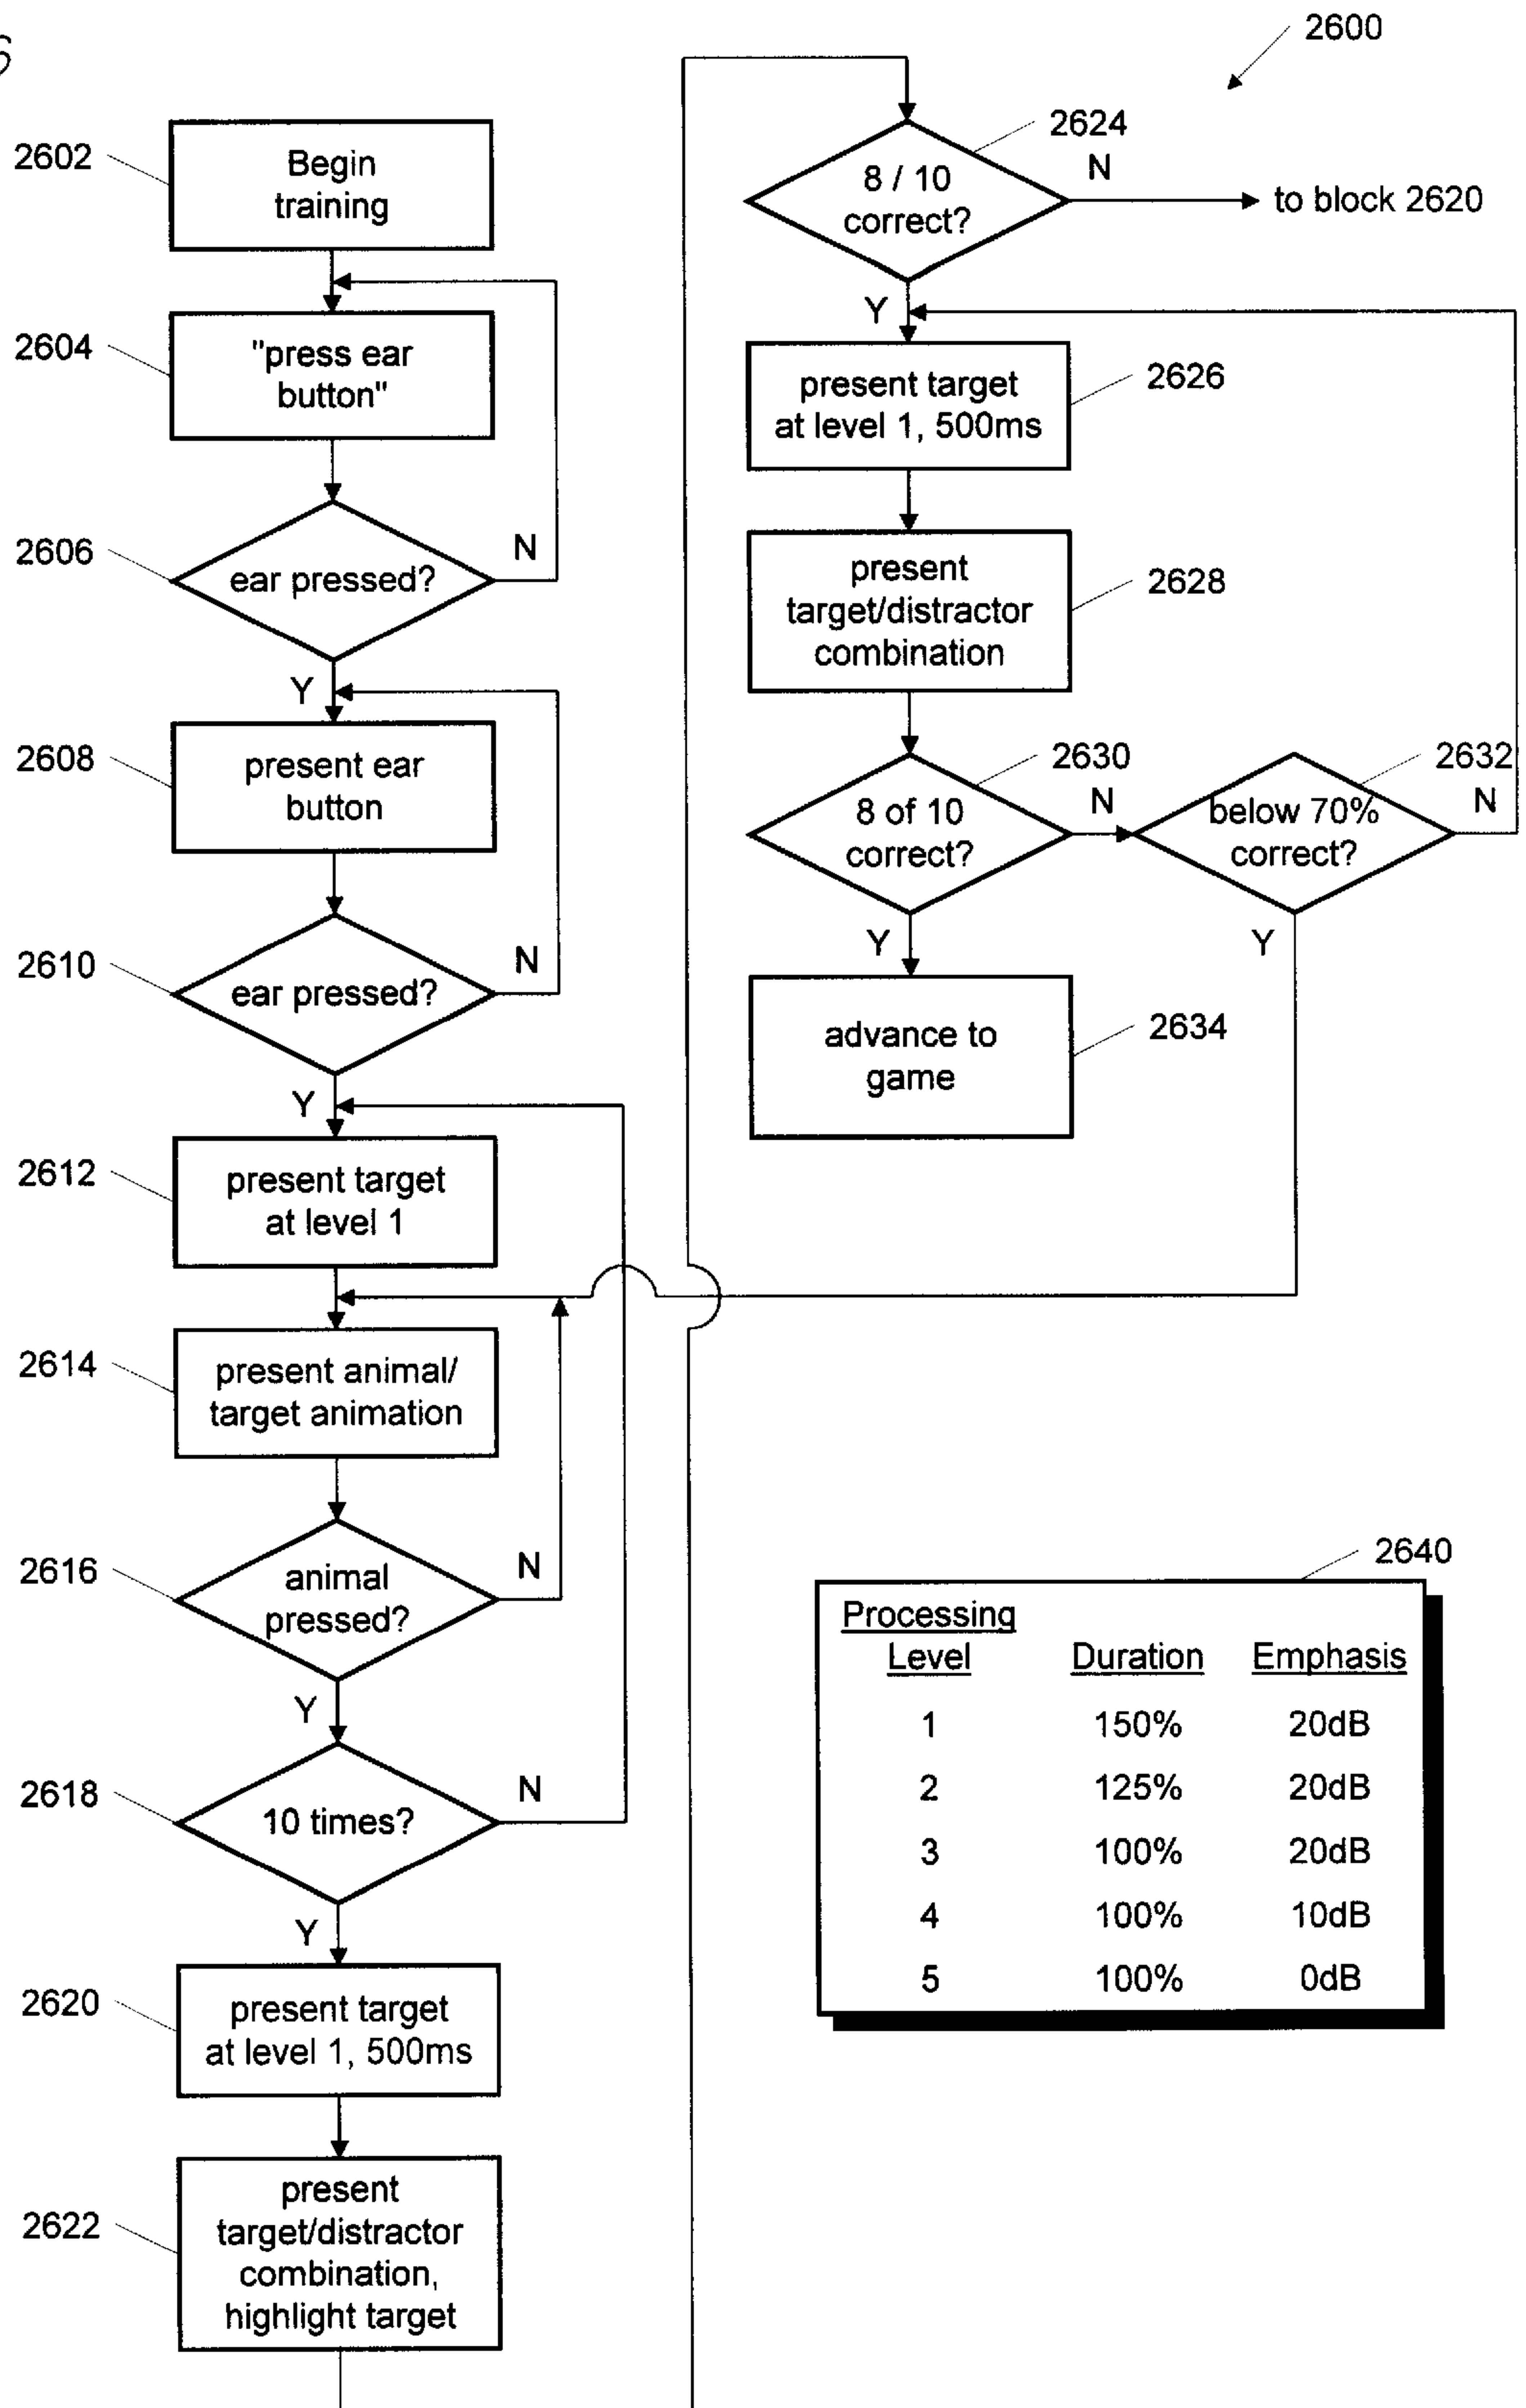 6
2600
2602
Begin
training
2604
"press ear
button"
2606
ear pressed?
N
Y
2608
present ear
button
2610
ear pressed?
N
Y
2612
present target
at level 1
2614
present animal/
target animation
2616
animal
pressed?
N
Y
2618
10 times?
N
Y
2620
present target
at level 1, 500ms
2622
present
target/distractor
combination,
highlight target
2624
8 / 10
correct?
N
to block 2620
Y
2626
present target
at level 1, 500ms
2628
present
target/distractor
combination
2630
8 of 10
correct?
N
2632
below 70%
correct?
N
Y
Y
2634
advance to
game
2640
Processing
Level Duration Emphasis
1 150% 20dB
2 125% 20dB
3 100% 20dB
4 100% 10dB
5 100% 0dB